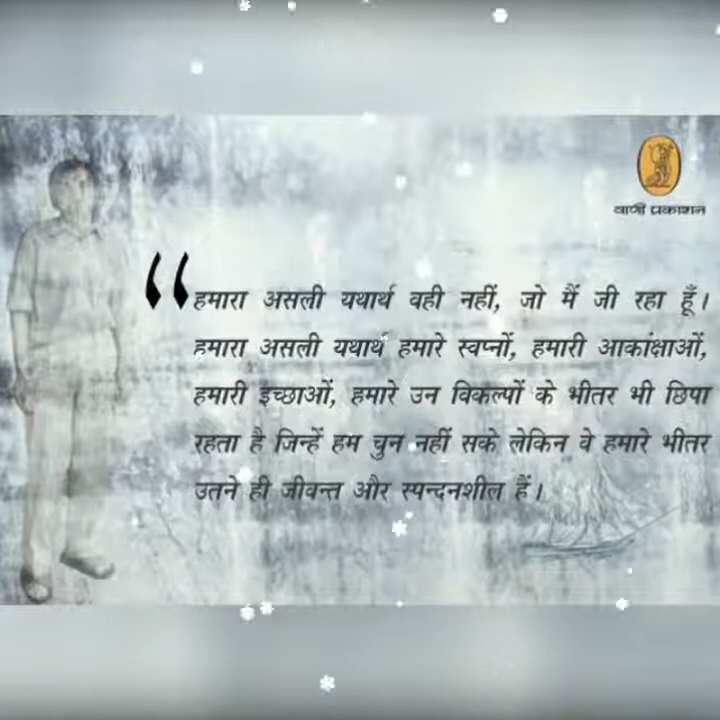 वाणी प्रकाशन
“हमारा असली यथार्थ वही नहीं, जो मैं जी रहा हूँ।
हमारा असली यथार्थ हमारे स्वप्नों, हमारी आकांक्षाओं,
हमारी इच्छाओं, हमारे उन विकल्पों के भीतर भी छिपा
रहता है जिन्हें हम चुन नहीं सके लेकिन वे हमारे भीतर
उतने ही जीवन्त और स्पन्दनशील हैं।